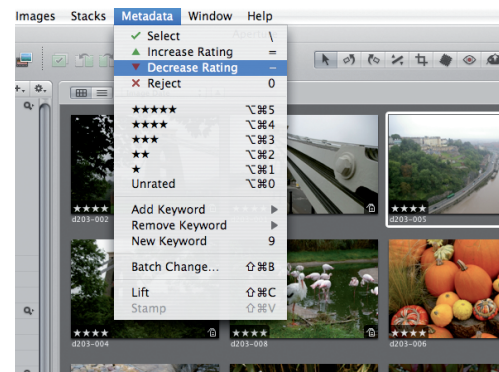 Images Stacks Metadata Window Help
Select \
Increase Rating =
Decrease Rating –
Reject 0
★★★★★ ⌥⌘5
★★★★ ⌥⌘4
★★★ ⌥⌘3
★★ ⌥⌘2
★ ⌥⌘1
Unrated ⌥⌘0
Add Keyword ▶
Remove Keyword ▶
New Keyword 9
Batch Change... ⇧⌘B
Lift ⇧⌘C
Stamp ⇧⌘V
★★★★
d203-002
★★★★
d203-005
★★★★
d203-004
★★★★
d203-008
★★★★
d203-006